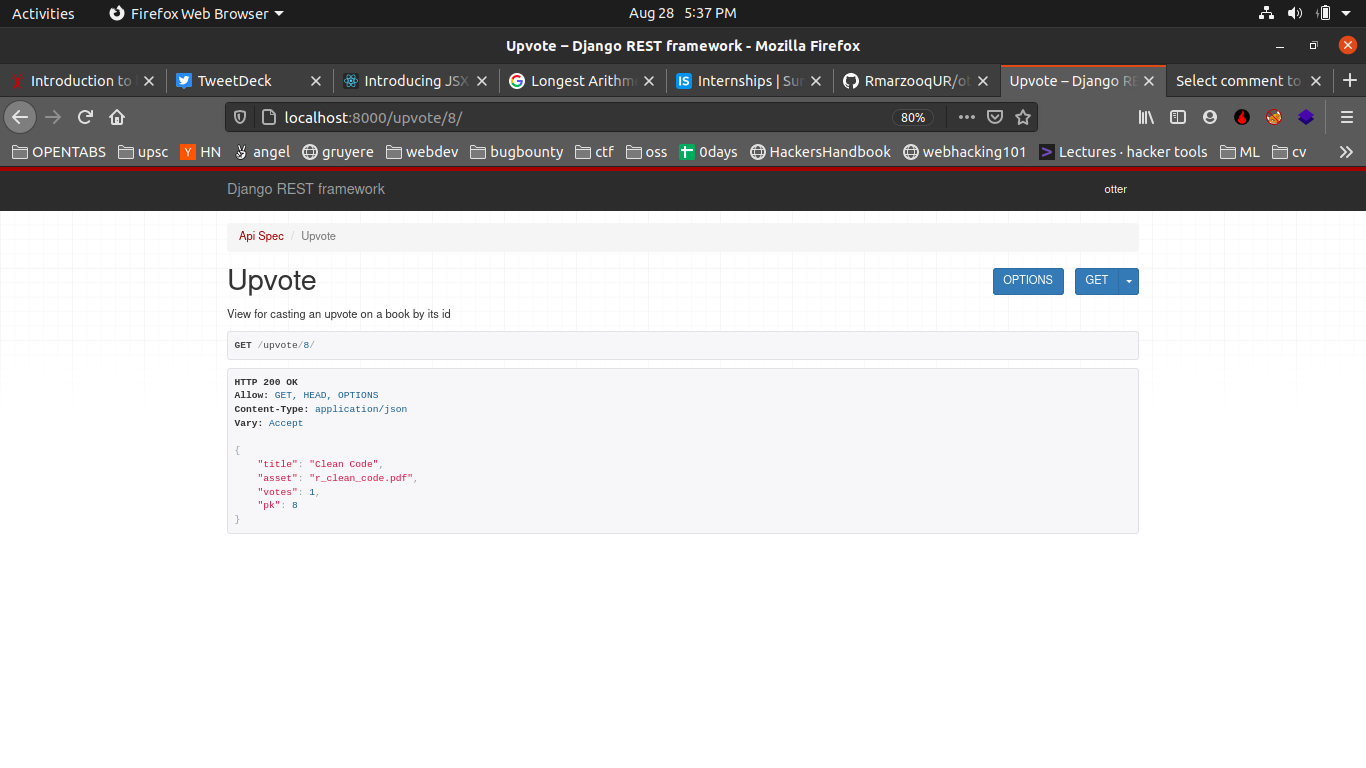 Activities Firefox Web Browser Aug 28 5:37 PM
Upvote – Django REST framework - Mozilla Firefox
Introduction to TweetDeck Introducing JSX Longest Arithm Internships | Sur RmarzooqUR/o Upvote – Django RE Select comment to
localhost:8000/upvote/8/ 80%
OPENTABS upsc Y HN angel gruyere webdev bugbounty ctf oss 0days HackersHandbook webhacking101 Lectures · hacker tools ML cv
Django REST framework otter
Api Spec / Upvote
Upvote OPTIONS GET
View for casting an upvote on a book by its id
GET /upvote/8/
HTTP 200 OK
Allow: GET, HEAD, OPTIONS
Content-Type: application/json
Vary: Accept
{
"title": "Clean Code",
"asset": "r_clean_code.pdf",
"votes": 1,
"pk": 8
}